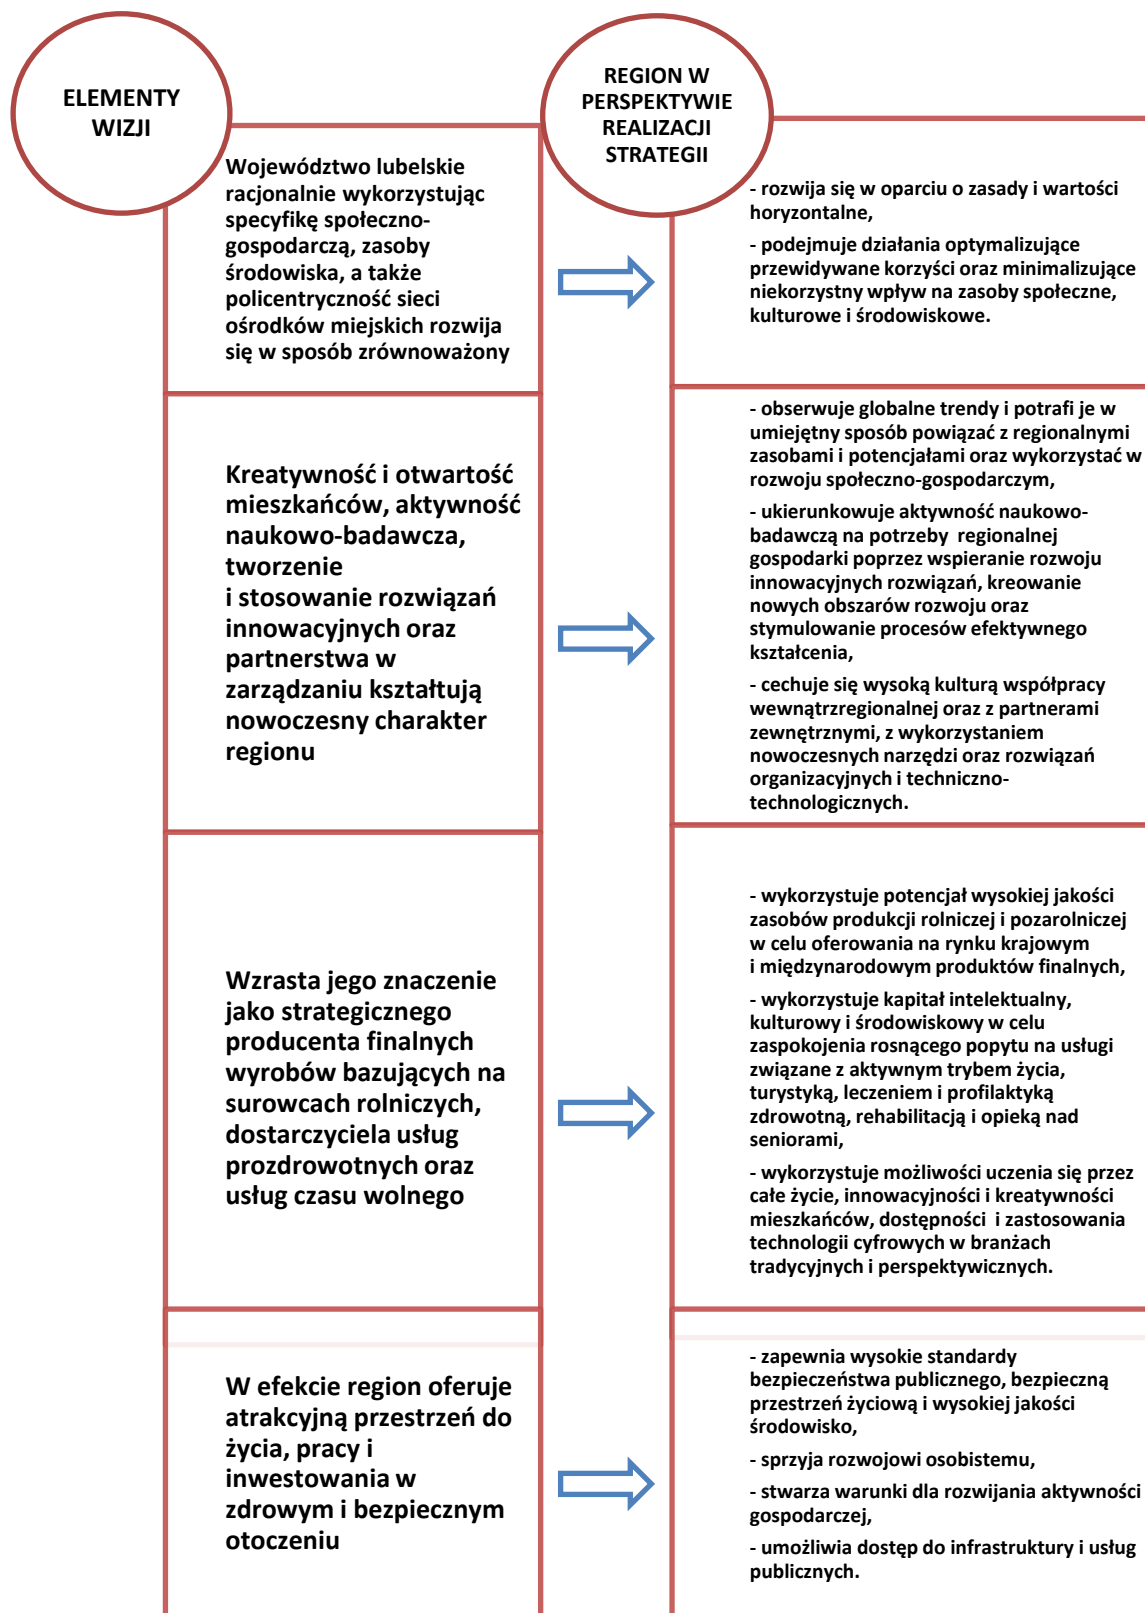 ELEMENTY
WIZJI
REGION W
PERSPEKTYWIE
REALIZACJI
STRATEGII
Województwo lubelskie
racjonalnie wykorzystując
specyfikę społeczno-
gospodarczą, zasoby
środowiska, a także
policentryczność sieci
ośrodków miejskich rozwija
się w sposób zrównoważony
- rozwija się w oparciu o zasady i wartości
horyzontalne,
- podejmuje działania optymalizujące
przewidywane korzyści oraz minimalizujące
niekorzystny wpływ na zasoby społeczne,
kulturowe i środowiskowe.
Kreatywność i otwartość
mieszkańców, aktywność
naukowo-badawcza,
tworzenie
i stosowanie rozwiązań
innowacyjnych oraz
partnerstwa w
zarządzaniu kształtują
nowoczesny charakter
regionu
- obserwuje globalne trendy i potrafi je w
umiejętny sposób powiązać z regionalnymi
zasobami i potencjałami oraz wykorzystać w
rozwoju społeczno-gospodarczym,
- ukierunkowuje aktywność naukowo-
badawczą na potrzeby  regionalnej
gospodarki poprzez wspieranie rozwoju
innowacyjnych rozwiązań, kreowanie
nowych obszarów rozwoju oraz
stymulowanie procesów efektywnego
kształcenia,
- cechuje się wysoką kulturą współpracy
wewnątrzregionalnej oraz z partnerami
zewnętrznymi, z wykorzystaniem
nowoczesnych narzędzi oraz rozwiązań
organizacyjnych i techniczno-
technologicznych.
Wzrasta jego znaczenie
jako strategicznego
producenta finalnych
wyrobów bazujących na
surowcach rolniczych,
dostarczyciela usług
prozdrowotnych oraz
usług czasu wolnego
- wykorzystuje potencjał wysokiej jakości
zasobów produkcji rolniczej i pozarolniczej
w celu oferowania na rynku krajowym
i międzynarodowym produktów finalnych,
- wykorzystuje kapitał intelektualny,
kulturowy i środowiskowy w celu
zaspokojenia rosnącego popytu na usługi
związane z aktywnym trybem życia,
turystyką, leczeniem i profilaktyką
zdrowotną, rehabilitacją i opieką nad
seniorami,
- wykorzystuje możliwości uczenia się przez
całe życie, innowacyjności i kreatywności
mieszkańców, dostępności  i zastosowania
technologii cyfrowych w branżach
tradycyjnych i perspektywicznych.
W efekcie region oferuje
atrakcyjną przestrzeń do
życia, pracy i
inwestowania w
zdrowym i bezpiecznym
otoczeniu
- zapewnia wysokie standardy
bezpieczeństwa publicznego, bezpieczną
przestrzeń życiową i wysokiej jakości
środowisko,
- sprzyja rozwojowi osobistemu,
- stwarza warunki dla rozwijania aktywności
gospodarczej,
- umożliwia dostęp do infrastruktury i usług
publicznych.